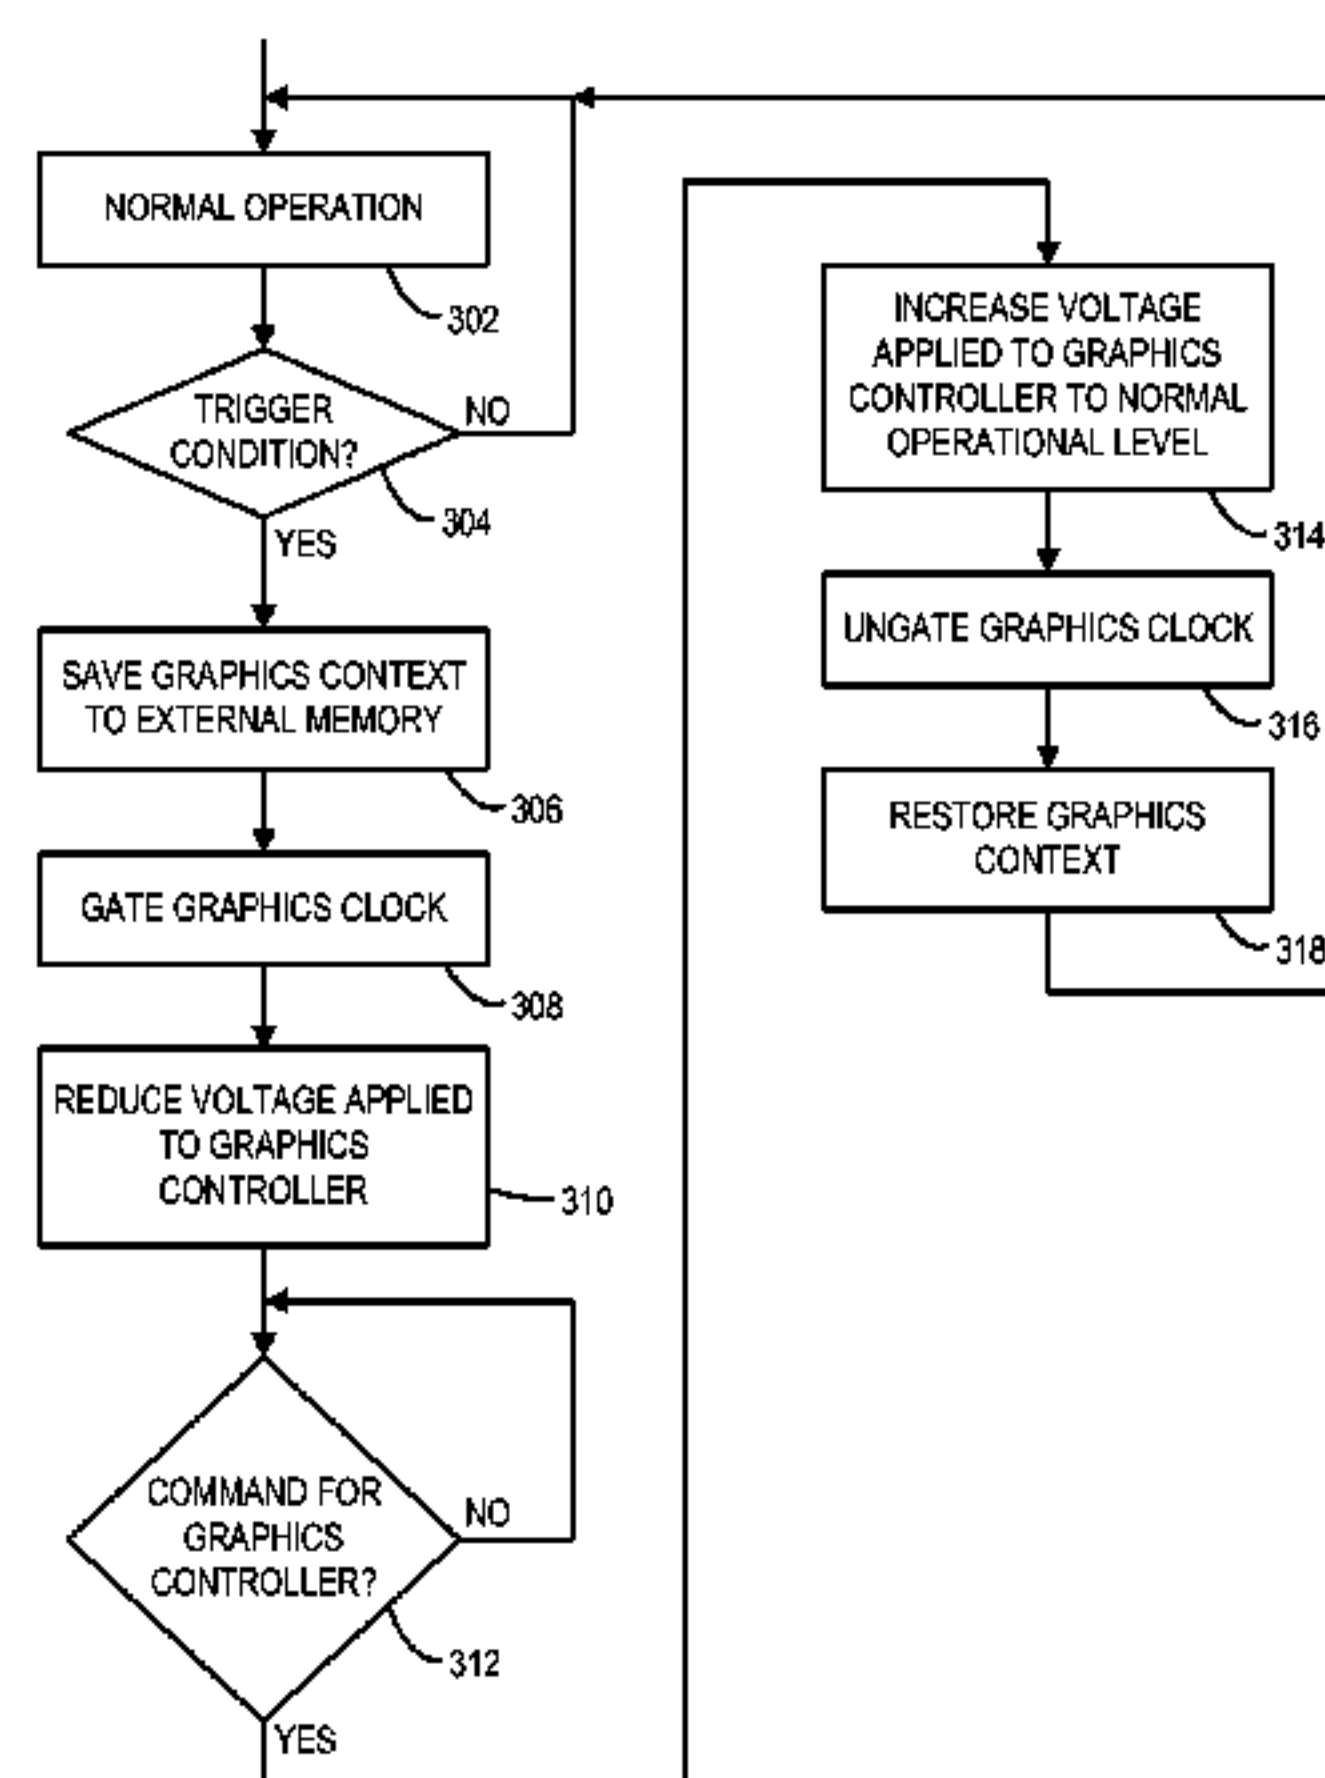 NORMAL OPERATION
302
TRIGGER
CONDITION?
NO
304
YES
SAVE GRAPHICS CONTEXT
TO EXTERNAL MEMORY
306
GATE GRAPHICS CLOCK
308
REDUCE VOLTAGE APPLIED
TO GRAPHICS
CONTROLLER
310
COMMAND FOR
GRAPHICS
CONTROLLER?
NO
312
YES
INCREASE VOLTAGE
APPLIED TO GRAPHICS
CONTROLLER TO NORMAL
OPERATIONAL LEVEL
314
UNGATE GRAPHICS CLOCK
316
RESTORE GRAPHICS
CONTEXT
318